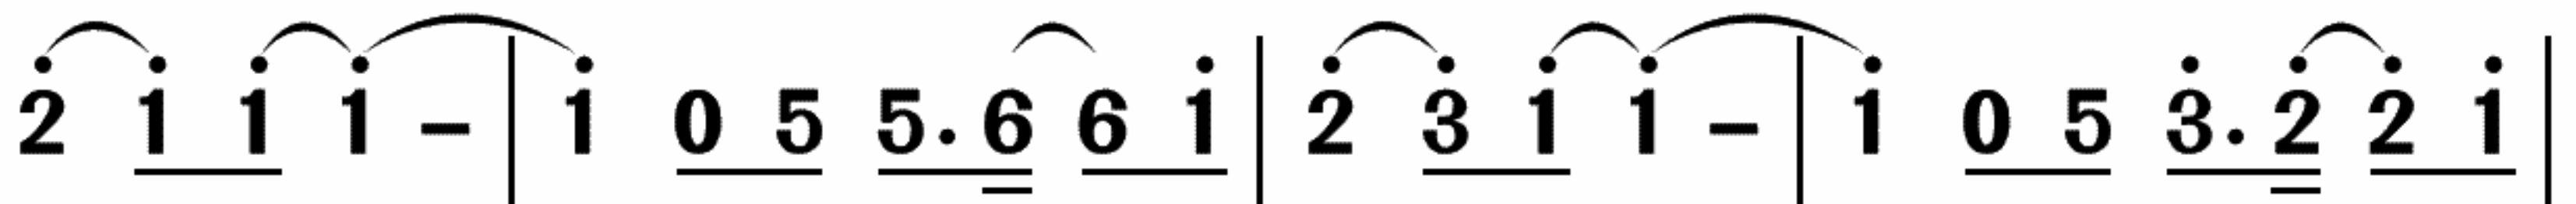 2̇ 1̇ 1̇ 1̇ – | 1̇ 0 5 5. 6 6 1̇ | 2̇ 3̇ 1̇ 1̇ – | 1̇ 0 5 3̇. 2̇ 2̇ 1̇ |